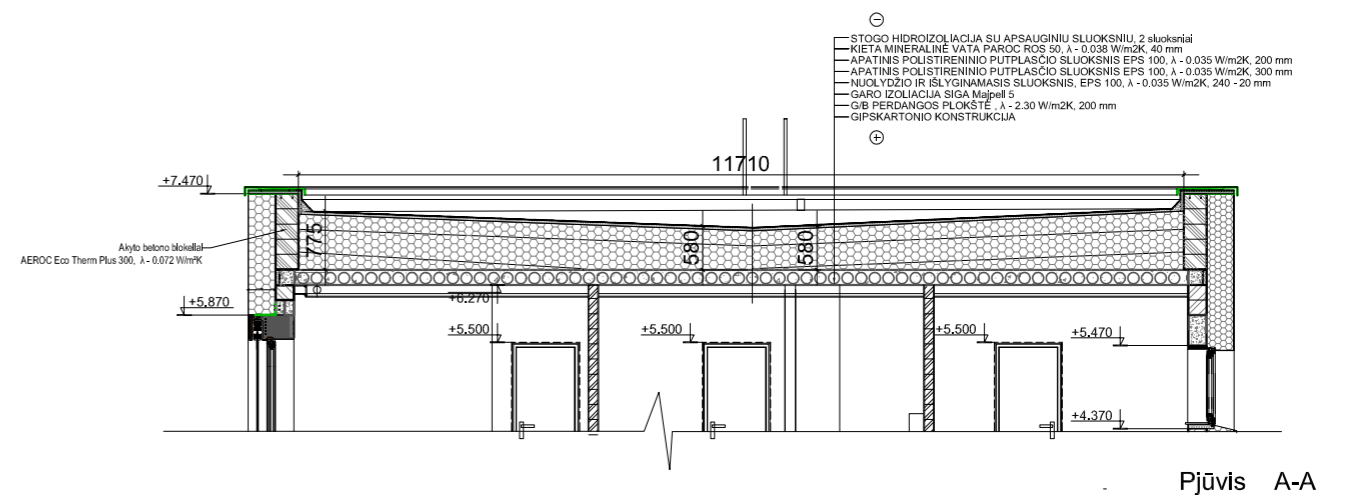 STOGO HIDROIZOLIACIJA SU APSAUGINIU SLUOKSNIU, 2 sluoksniai
KIETA MINERALINĖ VATA PAROC ROS 50, λ - 0.038 W/m2K, 40 mm
APATINIS POLISTIRENINIO PUTPLASČIO SLUOKSNIS EPS 100, λ - 0.035 W/m2K, 200 mm
APATINIS POLISTIRENINIO PUTPLASČIO SLUOKSNIS EPS 100, λ - 0.035 W/m2K, 300 mm
NUOLYDŽIO IR IŠLYGINAMASIS SLUOKSNIS, EPS 100, λ - 0.035 W/m2K, 240 - 20 mm
GARO IZOLIACIJA SIGA Majpell 5
G/B PERDANGOS PLOKŠTĖ , λ - 2.30 W/m2K, 200 mm
GIPSKARTONIO KONSTRUKCIJA
11710
+7.470
775
580
580
Akyto betono blokeliai
AEROC Eco Therm Plus 300, λ - 0.072 W/m²K
+5.870
+6.270
+5.500
+5.500
+5.500
+5.470
+4.370
Pjūvis A-A